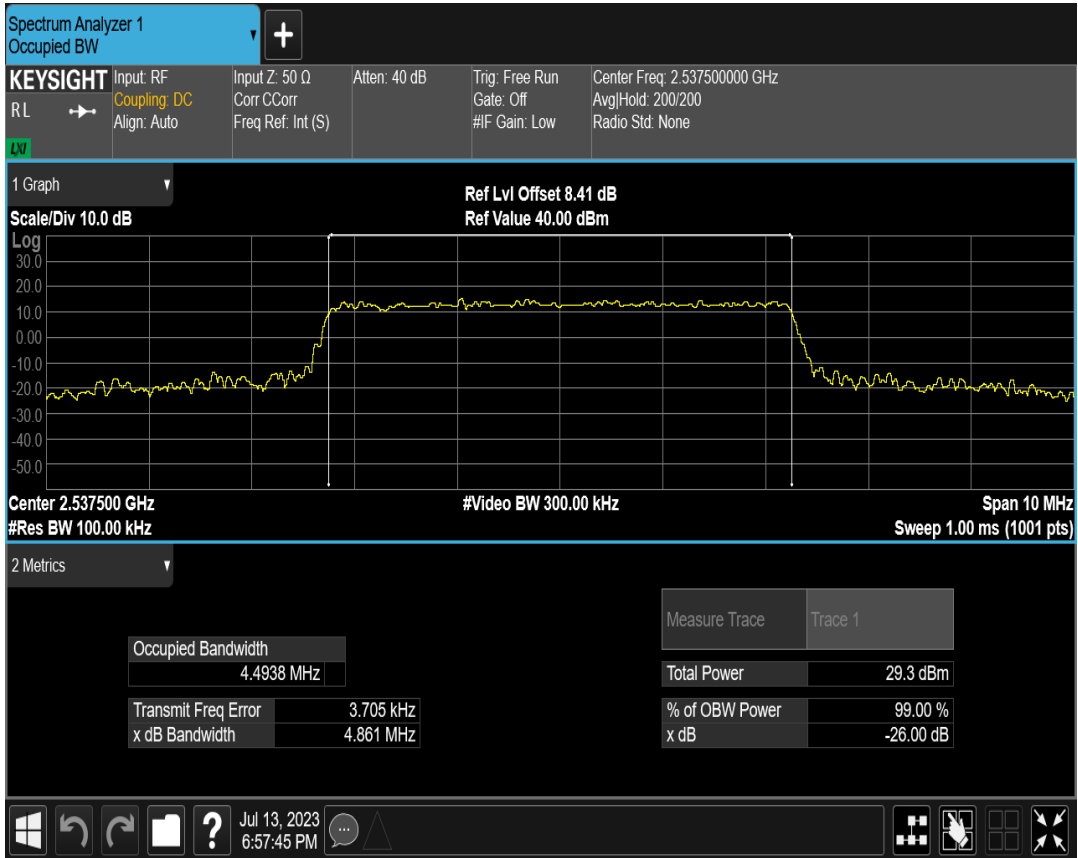 Spectrum Analyzer 1
Occupied BW
KEYSIGHT
RL
LXI
Input: RF
Coupling: DC
Align: Auto
Input Z: 50 Ω
Corr CCorr
Freq Ref: Int (S)
Atten: 40 dB
Trig: Free Run
Gate: Off
#IF Gain: Low
Center Freq: 2.537500000 GHz
Avg|Hold: 200/200
Radio Std: None
1 Graph
Scale/Div 10.0 dB
Ref Lvl Offset 8.41 dB
Ref Value 40.00 dBm
Log
30.0
20.0
10.0
0.00
-10.0
-20.0
-30.0
-40.0
-50.0
Center 2.537500 GHz
#Video BW 300.00 kHz
Span 10 MHz
#Res BW 100.00 kHz
Sweep 1.00 ms (1001 pts)
2 Metrics
Measure Trace
Trace 1
Occupied Bandwidth
4.4938 MHz
Total Power
29.3 dBm
Transmit Freq Error
3.705 kHz
% of OBW Power
99.00 %
x dB Bandwidth
4.861 MHz
x dB
-26.00 dB
Jul 13, 2023
6:57:45 PM